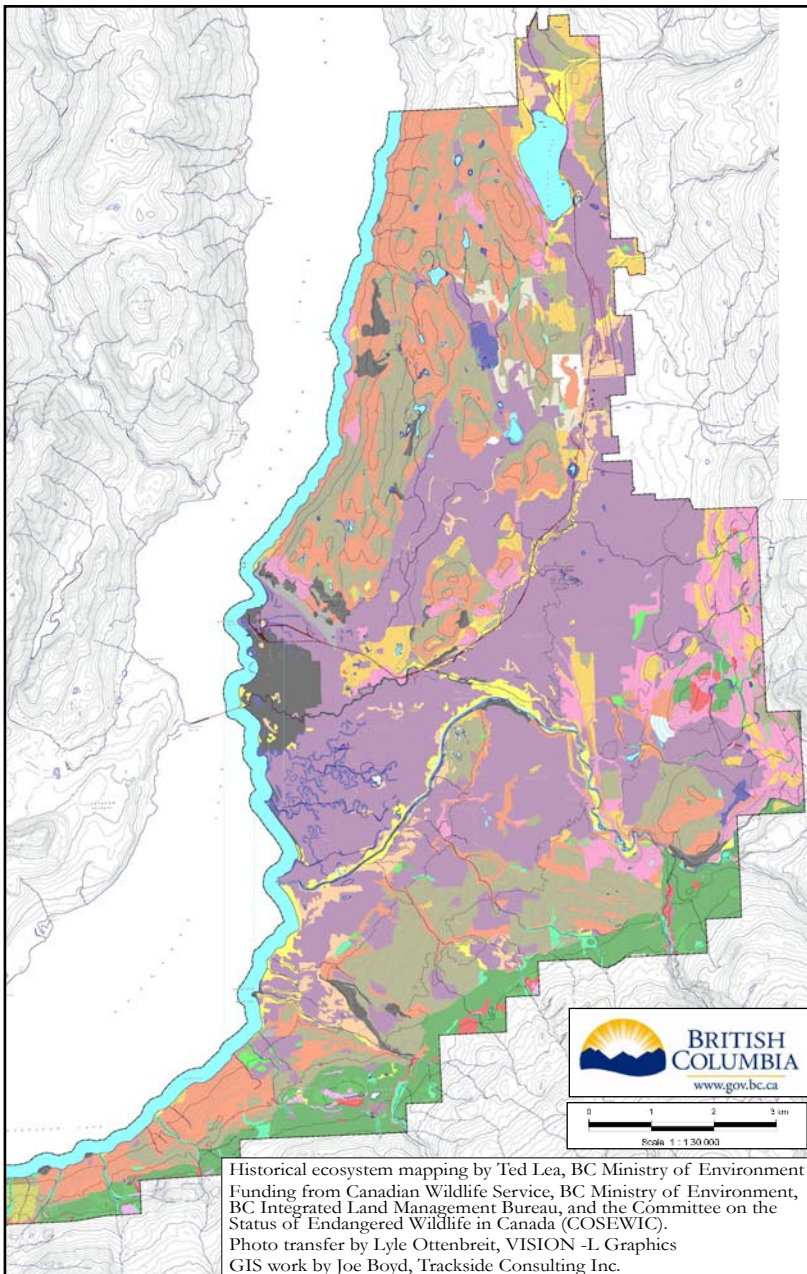 BRITISH
COLUMBIA
www.gov.bc.ca
0 1 2 3 km
Scale 1 : 130 000
Historical ecosystem mapping by Ted Lea, BC Ministry of Environment
Funding from Canadian Wildlife Service, BC Ministry of Environment,
BC Integrated Land Management Bureau, and the Committee on the
Status of Endangered Wildlife in Canada (COSEWIC).
Photo transfer by Lyle Ottenbreit, VISION -L Graphics
GIS work by Joe Boyd, Trackside Consulting Inc.